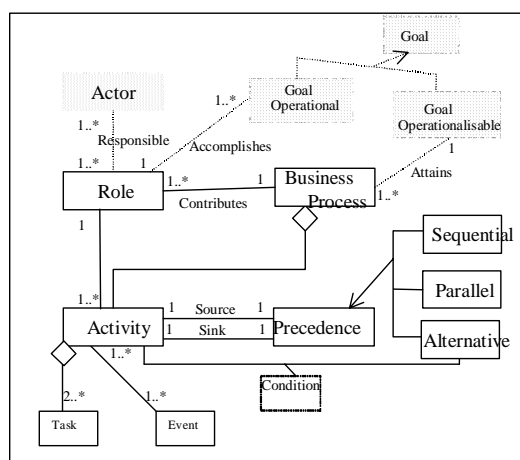 Goal
Actor
1..*
Goal
Operational
Goal
Operationalisable
1..*
Responsible
Accomplishes
1..*
1
1
Attains
Role
1..*
1
Business
Process
1..*
Contributes
1
Sequential
1..*
Parallel
Activity
1
Source
1
Precedence
1
Sink
1
Alternative
1..*
Condition
2..*
1..*
Task
Event